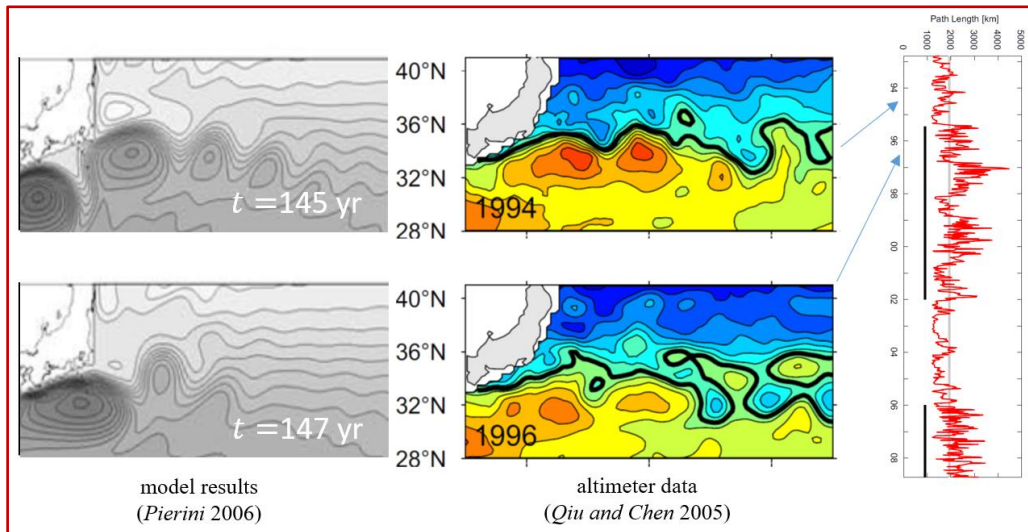 Path Length [km]
0 1000 2000 3000 4000 5000
41°N
36°N
32°N
28°N
t =145 yr
1994
41°N
36°N
32°N
28°N
t =147 yr
1996
94
96
98
00
02
04
06
08
model results
(Pierini 2006)
altimeter data
(Qiu and Chen 2005)